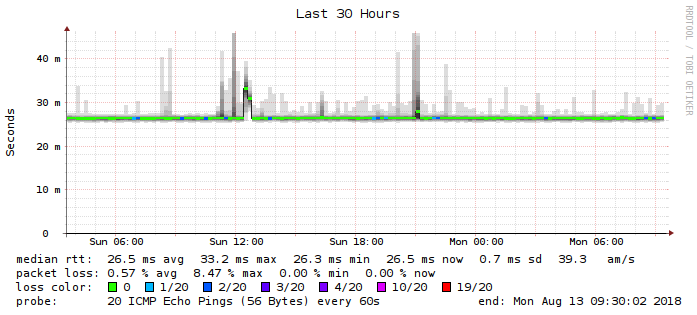 Last 30 Hours
RRDTOOL / TOBI OETIKER
Seconds
40 m
30 m
20 m
10 m
0
Sun 06:00 Sun 12:00 Sun 18:00 Mon 00:00 Mon 06:00
median rtt: 26.5 ms avg 33.2 ms max 26.3 ms min 26.5 ms now 0.7 ms sd 39.3 am/s
packet loss: 0.57 % avg 8.47 % max 0.00 % min 0.00 % now
loss color: 0 1/20 2/20 3/20 4/20 10/20 19/20
probe: 20 ICMP Echo Pings (56 Bytes) every 60s end: Mon Aug 13 09:30:02 2018